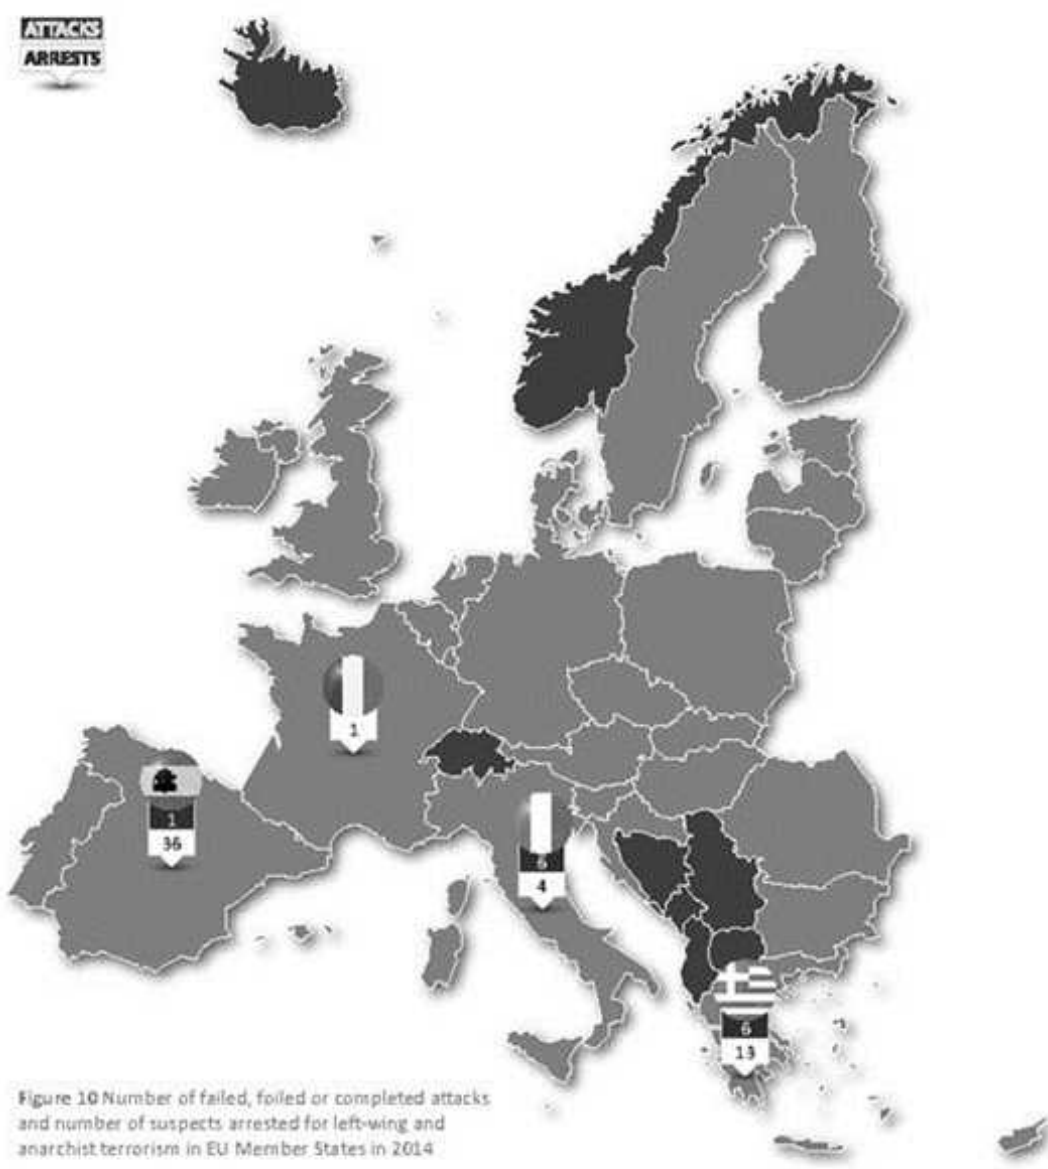 ATTACKS
ARRESTS
1
1
36
4
6
13
Figure 10 Number of failed, foiled or completed attacks
and number of suspects arrested for left-wing and
anarchist terrorism in EU Member States in 2014